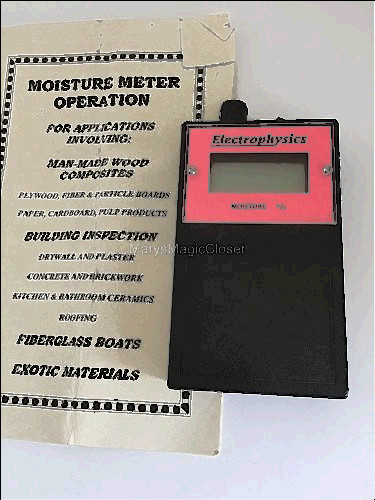 MOISTURE METER
OPERATION
FOR APPLICATIONS
INVOLVING:
MAN-MADE WOOD
COMPOSITES
PLYWOOD, FIBER & PARTICLE BOARDS
PAPER, CARDBOARD, PULP PRODUCTS
BUILDING INSPECTION
DRYWALL AND PLASTER
CONCRETE AND BRICKWORK
KITCHEN & BATHROOM CERAMICS
ROOFING
FIBERGLASS BOATS
EXOTIC MATERIALS
Electrophysics
MOISTURE %
MarysMagicCloset